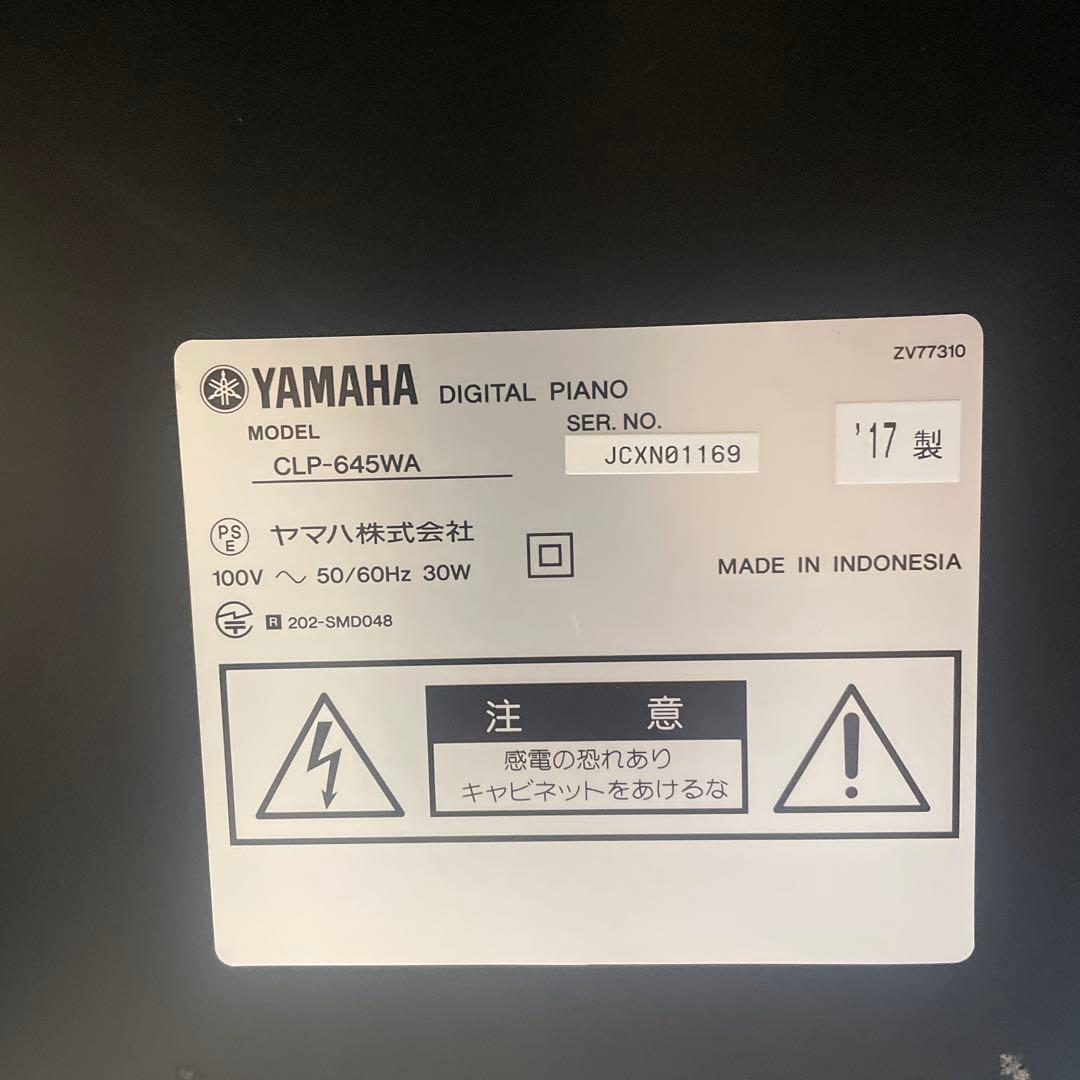 ZV77310
YAMAHA DIGITAL PIANO
MODEL
CLP-645WA
SER. NO.
JCXN01169
'17 製
PSE ヤマハ株式会社
100V ～ 50/60Hz 30W
MADE IN INDONESIA
R 202-SMD048
注意
感電の恐れあり
キャビネットをあけるな